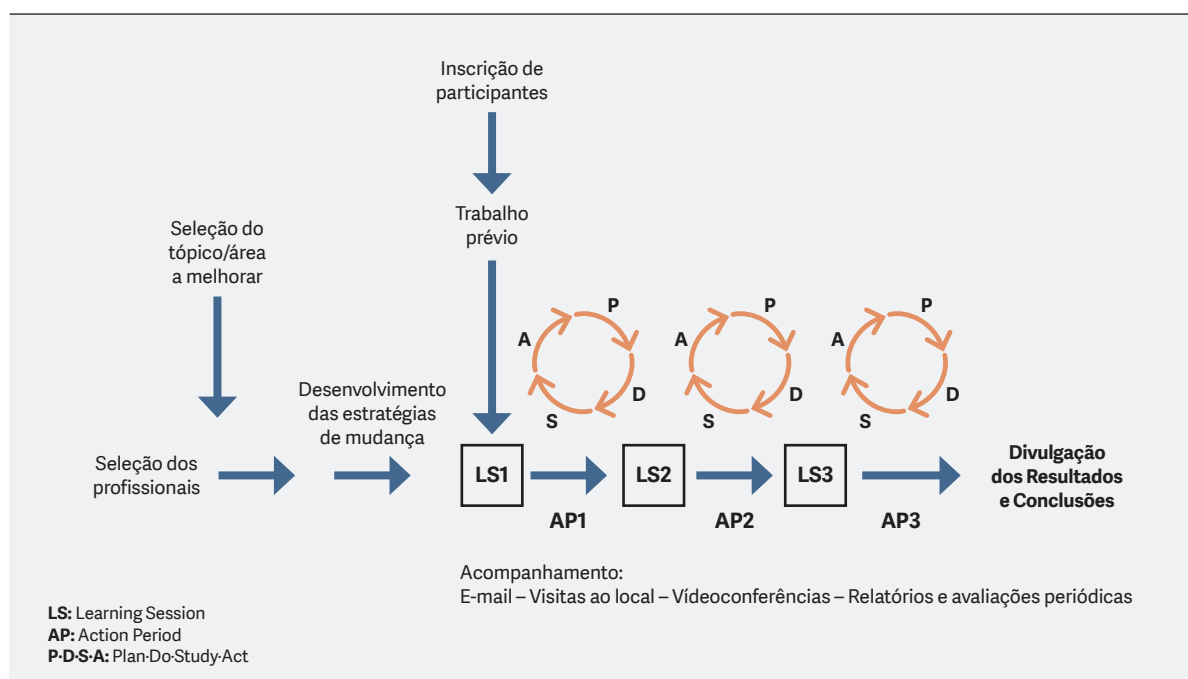 Inscrição de
participantes
Trabalho
prévio
Seleção do
tópico/área
a melhorar
Seleção dos
profissionais
Desenvolvimento
das estratégias
de mudança
P
A
D
S
P
A
D
S
P
A
D
S
LS1
LS2
LS3
AP1
AP2
AP3
Divulgação
dos Resultados
e Conclusões
Acompanhamento:
E-mail – Visitas ao local – Vídeoconferências – Relatórios e avaliações periódicas
LS: Learning Session
AP: Action Period
P·D·S·A: Plan·Do·Study·Act